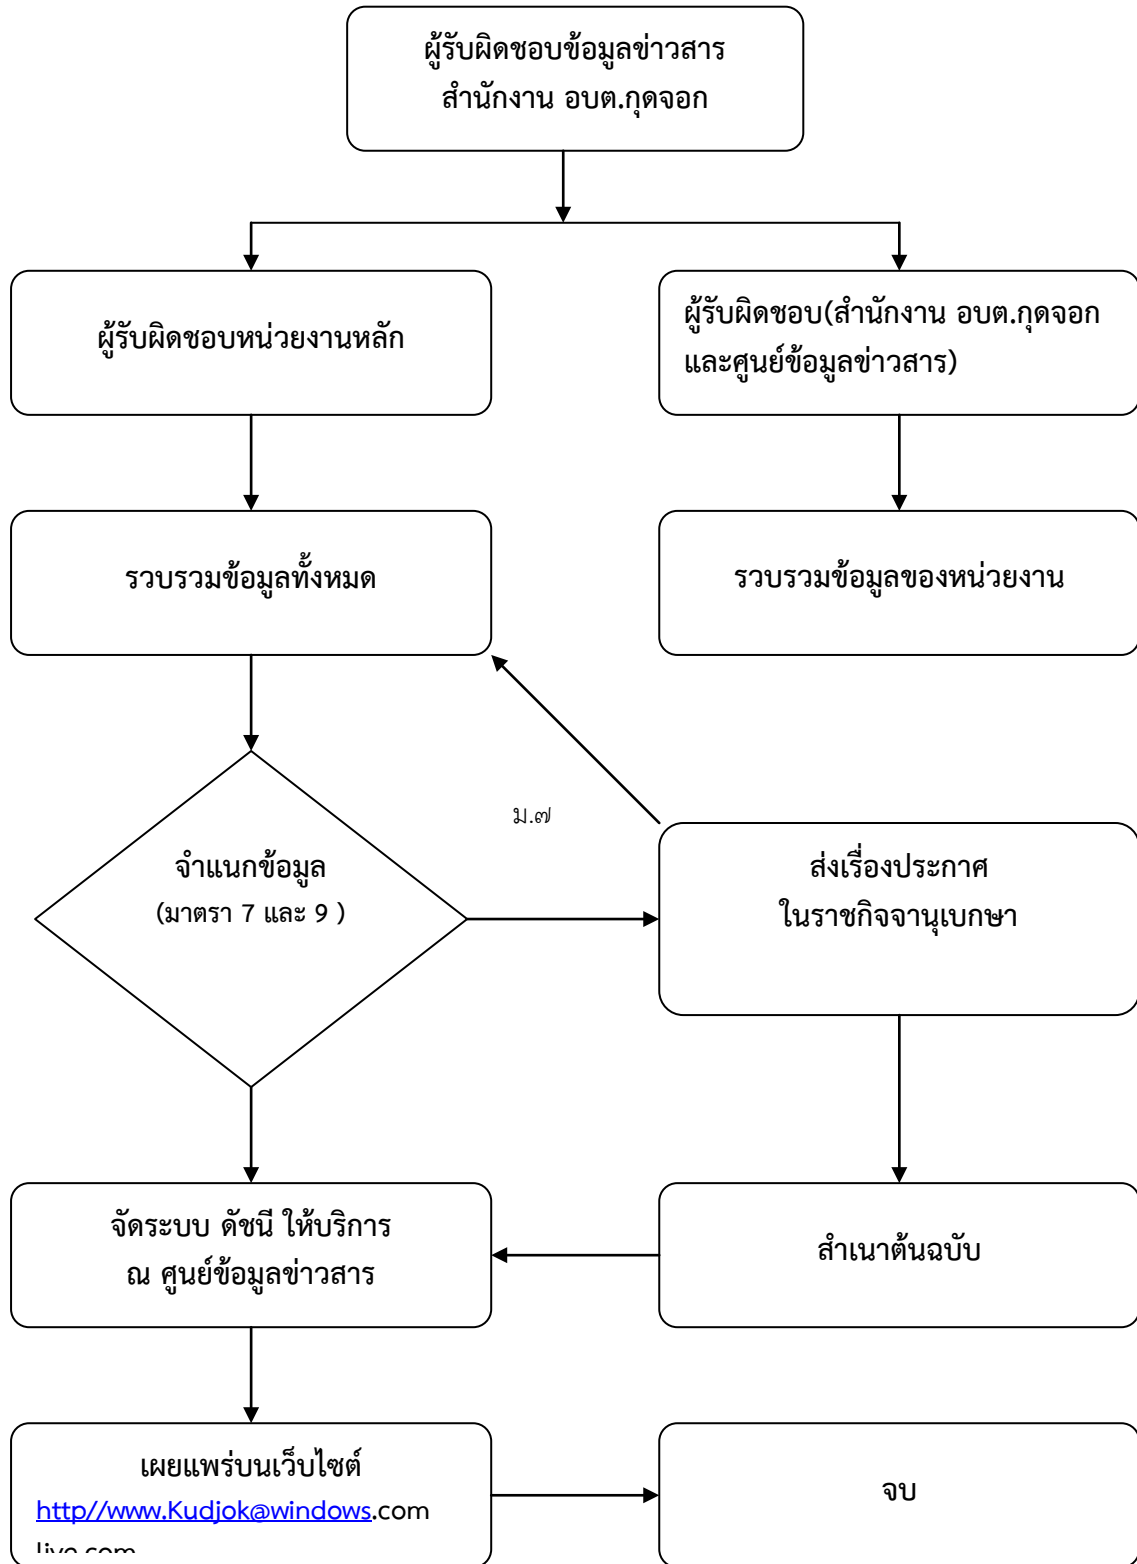 ผู้รับผิดชอบข้อมูลข่าวสาร
สำนักงาน อบต.กุดจอก
ผู้รับผิดชอบหน่วยงานหลัก
ผู้รับผิดชอบ(สำนักงาน อบต.กุดจอก
และศูนย์ข้อมูลข่าวสาร)
รวบรวมข้อมูลทั้งหมด
รวบรวมข้อมูลของหน่วยงาน
จำแนกข้อมูล
(มาตรา 7 และ 9 )
ม.๗
ส่งเรื่องประกาศ
ในราชกิจจานุเบกษา
จัดระบบ ดัชนี ให้บริการ
ณ ศูนย์ข้อมูลข่าวสาร
สำเนาต้นฉบับ
เผยแพร่บนเว็บไซต์
http//www.Kudjok@windows.com
live.com
จบ